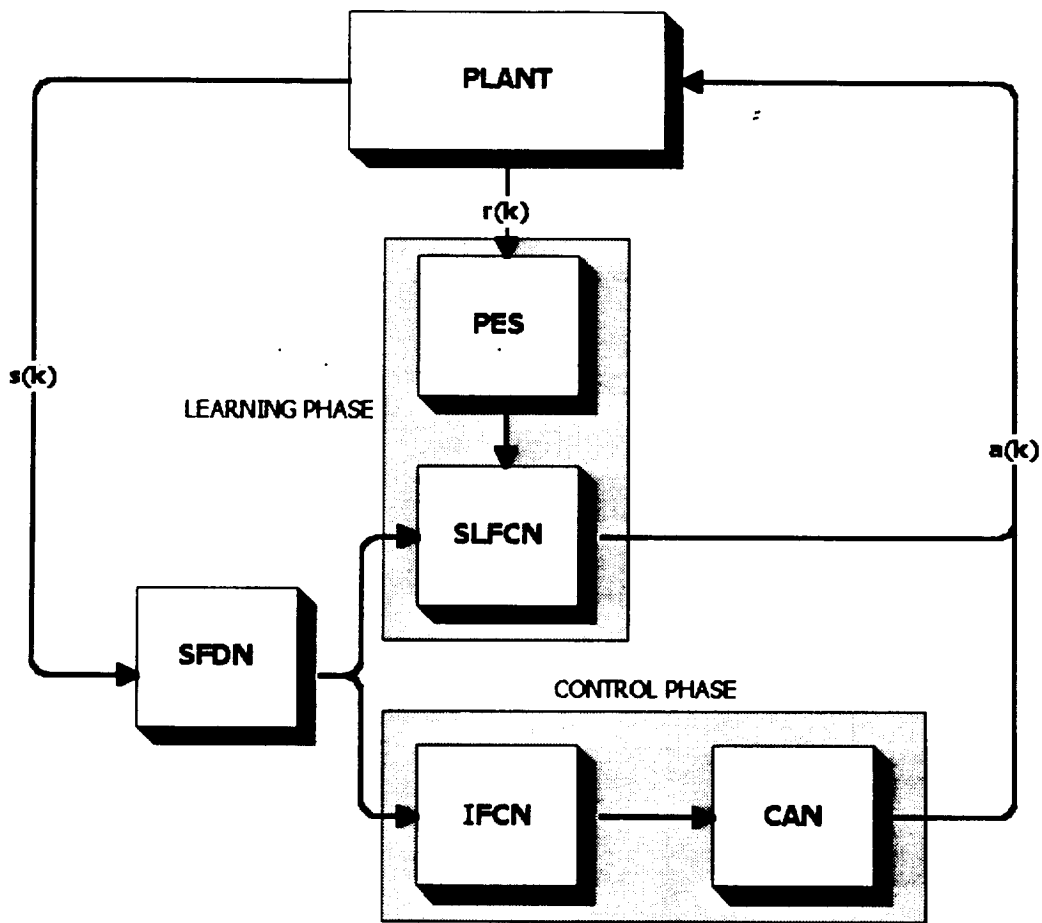 PLANT
r(k)
PES
s(k)
LEARNING PHASE
a(k)
SLFCN
SFDN
CONTROL PHASE
IFCN
CAN